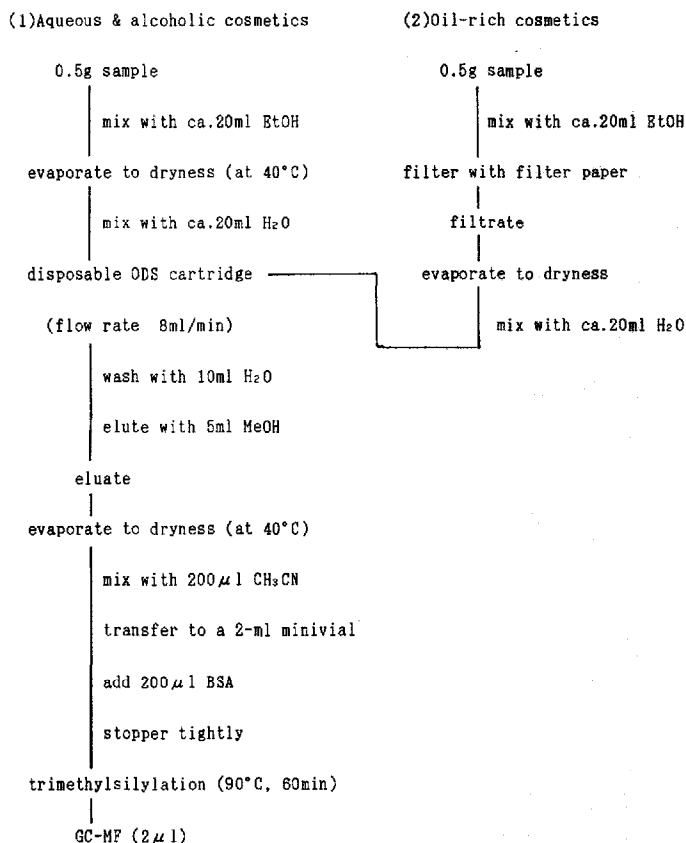 (1)Aqueous & alcoholic cosmetics
0.5g sample
mix with ca.20ml EtOH
evaporate to dryness (at 40°C)
mix with ca.20ml H₂O
disposable ODS cartridge
(flow rate 8ml/min)
wash with 10ml H₂O
elute with 5ml MeOH
eluate
evaporate to dryness (at 40°C)
mix with 200μl CH₃CN
transfer to a 2-ml minivial
add 200μl BSA
stopper tightly
trimethylsilylation (90°C, 60min)
GC-MF (2μl)
(2)Oil-rich cosmetics
0.5g sample
mix with ca.20ml EtOH
filter with filter paper
filtrate
evaporate to dryness
mix with ca.20ml H₂O